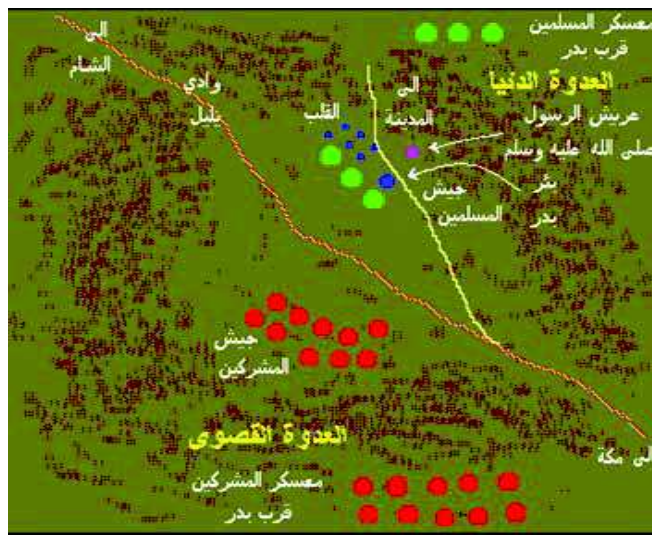 معسكر المسلمين
قرب بدر
العدوة الدنيا
عريش الرسول
صلى الله عليه وسلم
بئر
بدر
الى
المدينة
القلب
جيش
المسلمين
الى
الشام
وادي
يليل
جيش
المشركين
العدوة القصوى
الى مكة
معسكر المشركين
قرب بدر